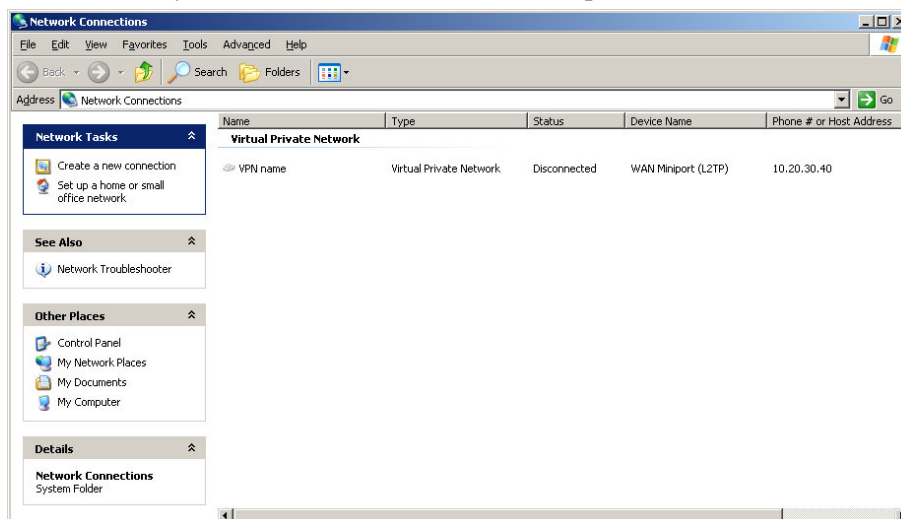 Network Connections
File Edit View Favorites Tools Advanced Help
Back Search Folders
Address Network Connections Go
Name Type Status Device Name Phone # or Host Address
Network Tasks
Virtual Private Network
Create a new connection
VPN name Virtual Private Network Disconnected WAN Miniport (L2TP) 10.20.30.40
Set up a home or small
office network
See Also
Network Troubleshooter
Other Places
Control Panel
My Network Places
My Documents
My Computer
Details
Network Connections
System Folder